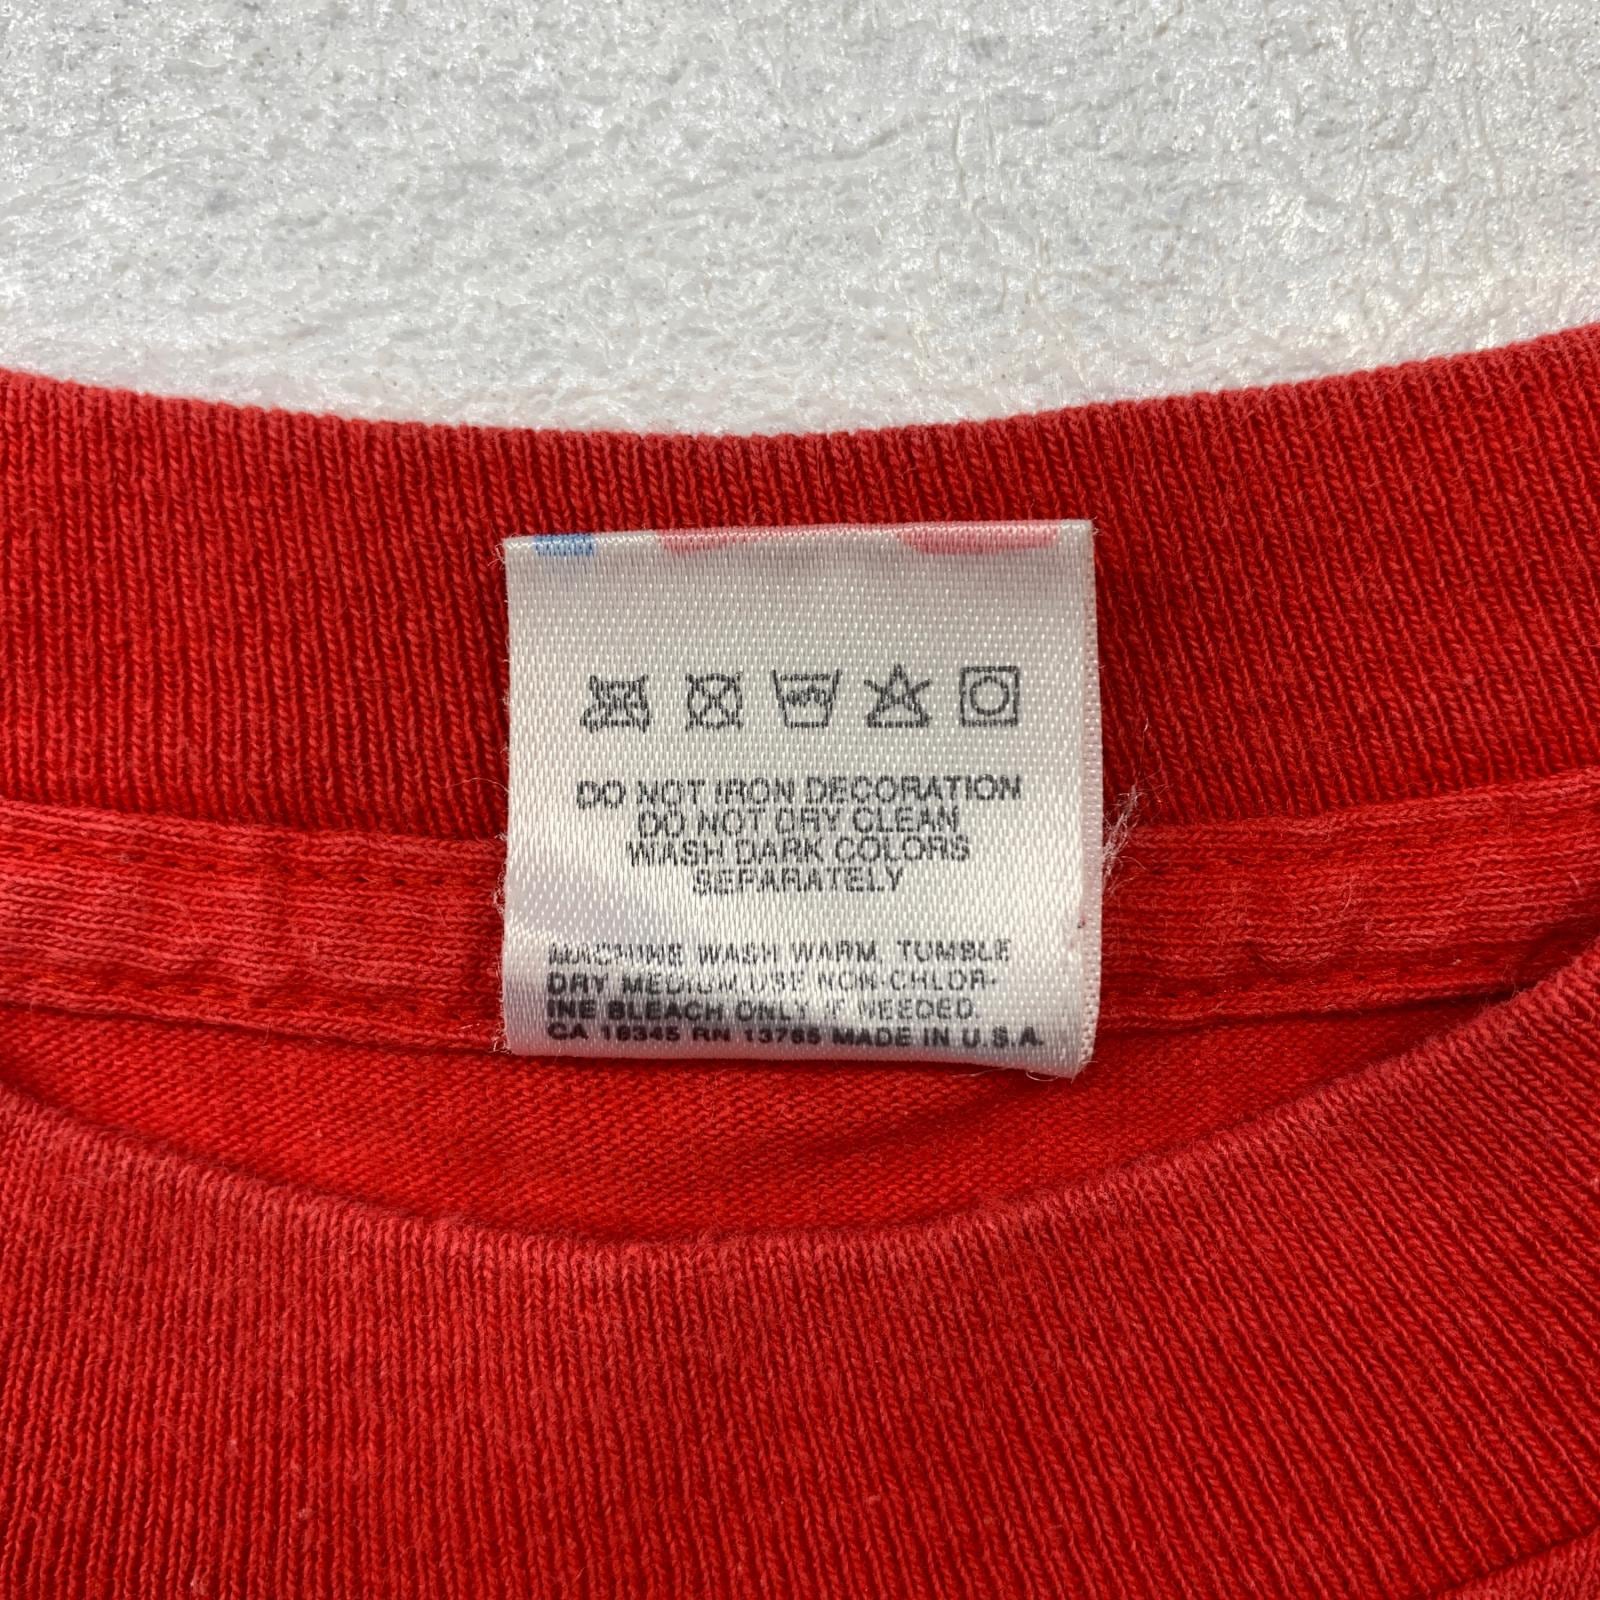 DO NOT IRON DECORATION
DO NOT DRY CLEAN
WASH DARK COLORS
SEPARATELY
MACHINE WASH WARM, TUMBLE
DRY MEDIUM, USE NON-CHLOR-
INE BLEACH ONLY IF NEEDED.
CA 16345 RN 13765 MADE IN U.S.A.